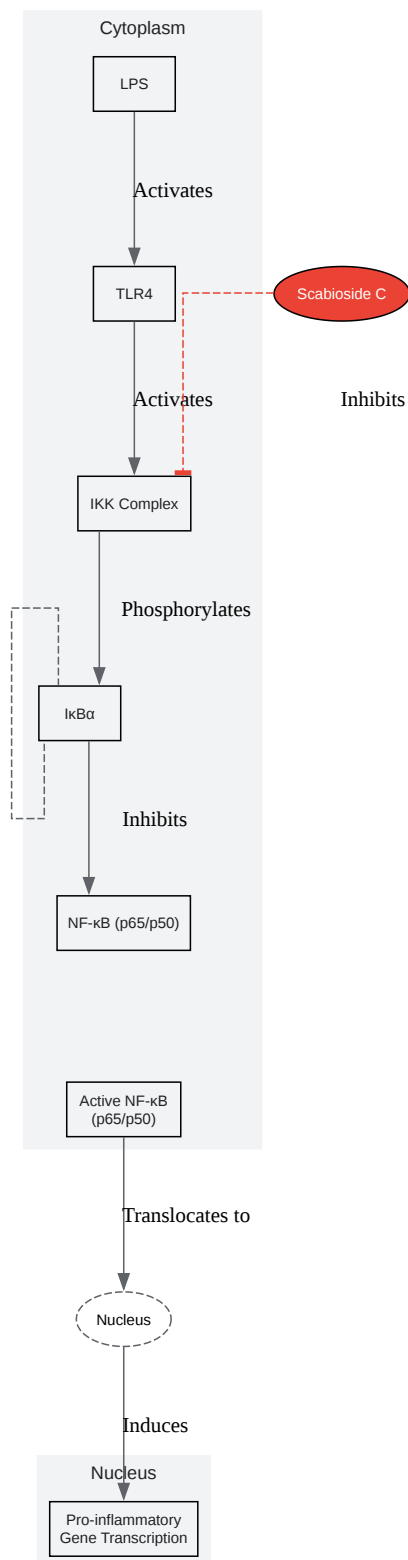 Cytoplasm
LPS
Activates
TLR4
Scabioside C
Activates
Inhibits
IKK Complex
Phosphorylates
IκBα
Inhibits
NF-κB (p65/p50)
Active NF-κB
(p65/p50)
Translocates to
Nucleus
Induces
Nucleus
Pro-inflammatory
Gene Transcription